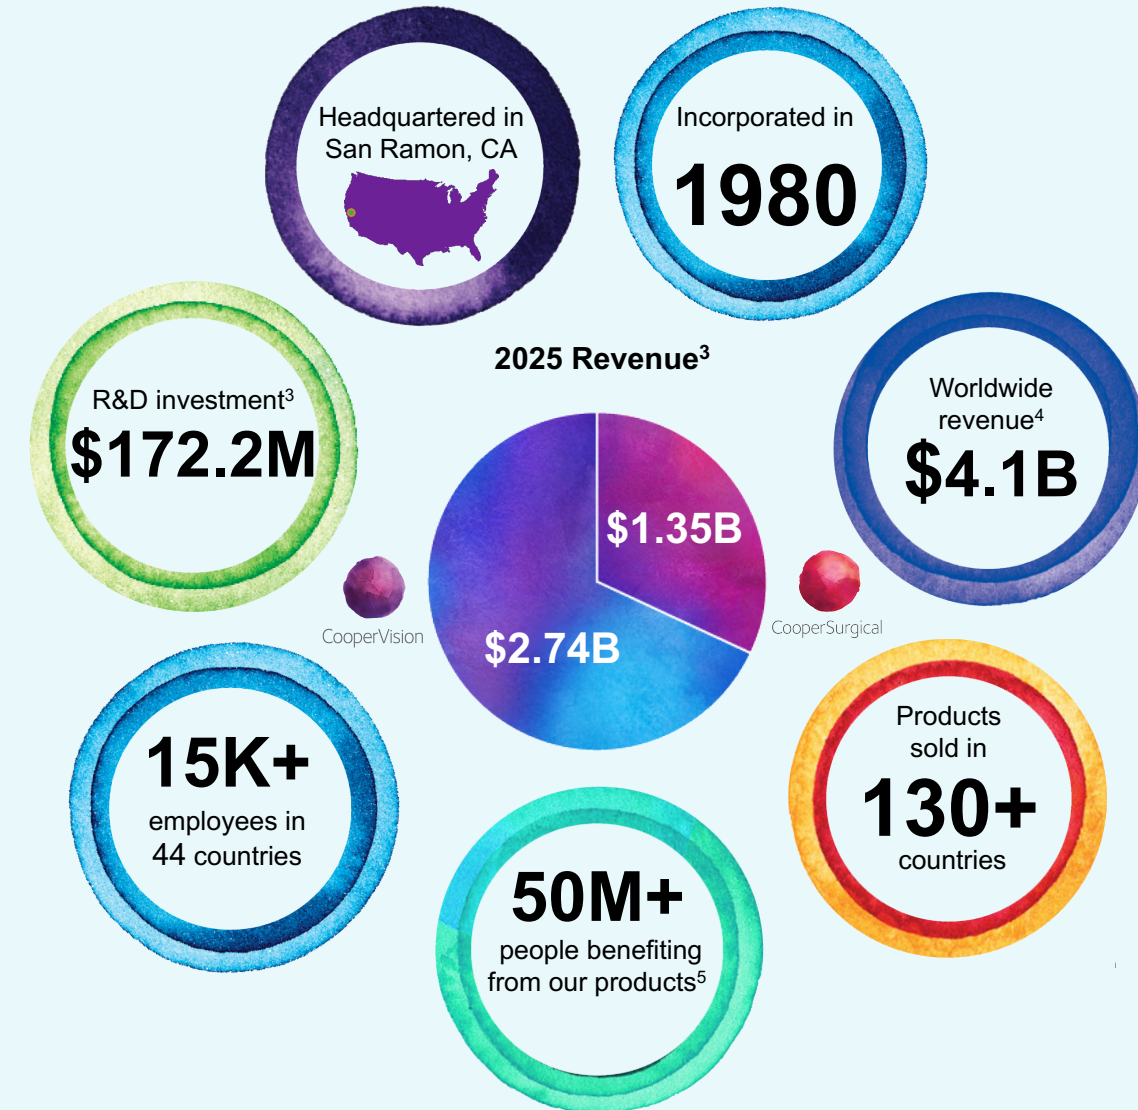 Headquartered in
San Ramon, CA
Incorporated in
1980
R&D investment³
$172.2M
2025 Revenue³
Worldwide
revenue⁴
$4.1B
$1.35B
$2.74B
CooperVision
CooperSurgical
15K+
employees in
44 countries
50M+
people benefiting
from our products⁵
Products
sold in
130+
countries